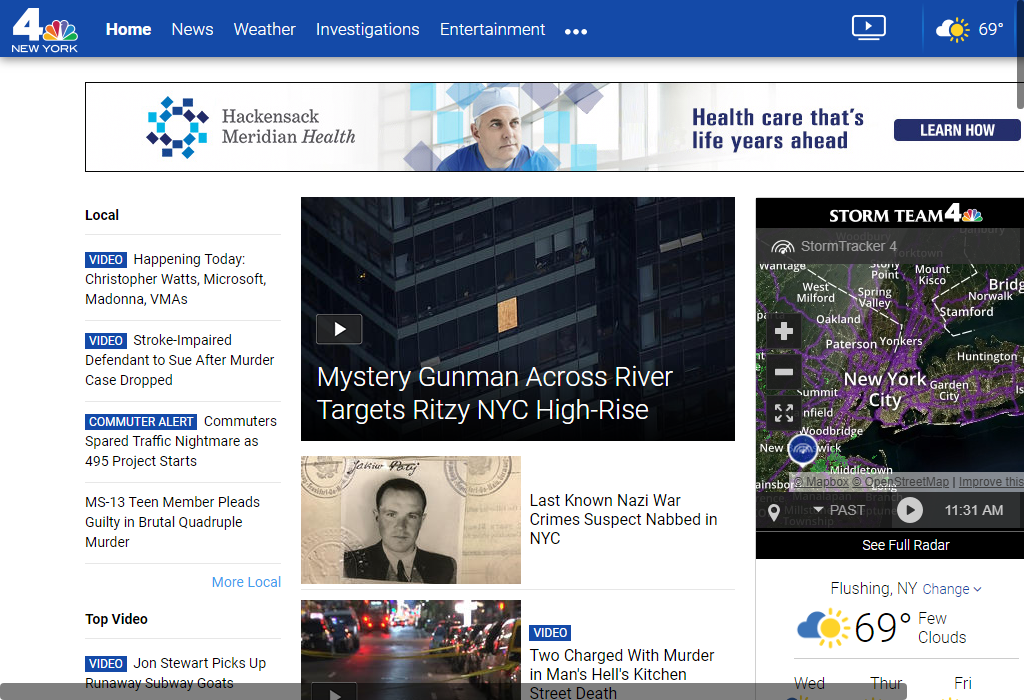 4
NEW YORK
Home
News
Weather
Investigations
Entertainment
69°
Hackensack
Meridian Health
Health care that's
life years ahead
LEARN HOW
Local
VIDEO Happening Today:
Christopher Watts, Microsoft,
Madonna, VMAs
VIDEO Stroke-Impaired
Defendant to Sue After Murder
Case Dropped
COMMUTER ALERT Commuters
Spared Traffic Nightmare as
495 Project Starts
MS-13 Teen Member Pleads
Guilty in Brutal Quadruple
Murder
More Local
Top Video
VIDEO Jon Stewart Picks Up
Runaway Subway Goats
Mystery Gunman Across River
Targets Ritzy NYC High-Rise
Last Known Nazi War
Crimes Suspect Nabbed in
NYC
VIDEO
Two Charged With Murder
in Man's Hell's Kitchen
Street Death
STORM TEAM 4
StormTracker 4
Woodbury
Danbury
Yorktown
Wantage
Stony
Point
Mount
Kisco
West
Milford
Spring
Valley
Norwalk
Stamford
Oakland
Paterson
Yonkers
Huntington
New York
City
Garden
City
Summit
Woodbridge
Middletown
© Mapbox © OpenStreetMap | Improve this
Manalapan
Township
PAST
11:31 AM
See Full Radar
Flushing, NY Change
69°
Few
Clouds
Wed
Thur
Fri